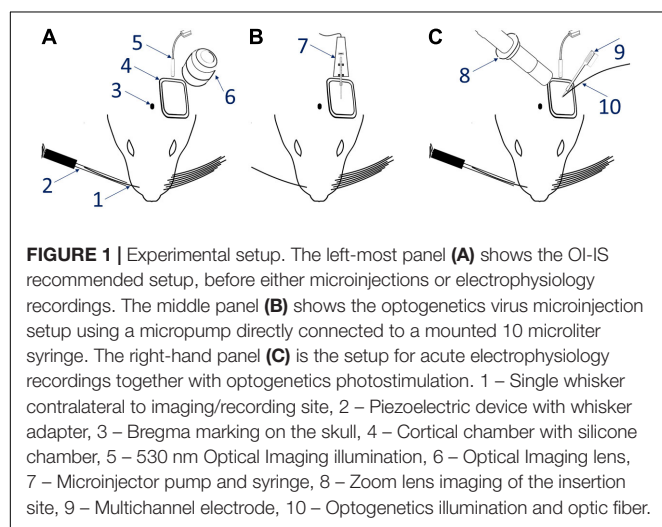 A
B
C
5
4
3
6
2
1
7
8
9
10
FIGURE 1 | Experimental setup. The left-most panel (A) shows the OI-IS
recommended setup, before either microinjections or electrophysiology
recordings. The middle panel (B) shows the optogenetics virus microinjection
setup using a micropump directly connected to a mounted 10 microliter
syringe. The right-hand panel (C) is the setup for acute electrophysiology
recordings together with optogenetics photostimulation. 1 – Single whisker
contralateral to imaging/recording site, 2 – Piezoelectric device with whisker
adapter, 3 – Bregma marking on the skull, 4 – Cortical chamber with silicone
chamber, 5 – 530 nm Optical Imaging illumination, 6 – Optical Imaging lens,
7 – Microinjector pump and syringe, 8 – Zoom lens imaging of the insertion
site, 9 – Multichannel electrode, 10 – Optogenetics illumination and optic fiber.